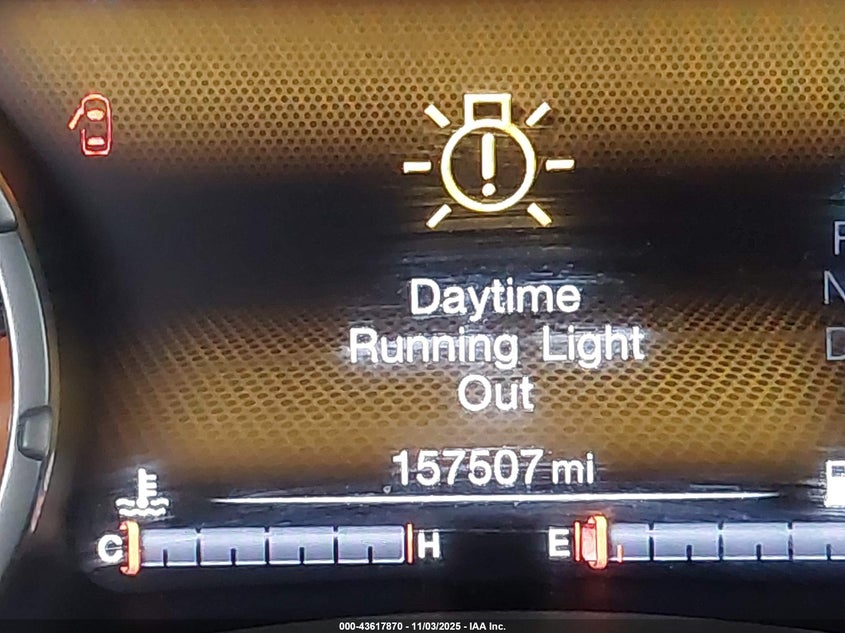 Daytime
Running Light
Out
157507 mi
C H E
P
N
D
000-43617870 - 11/03/2025 - IAA Inc.